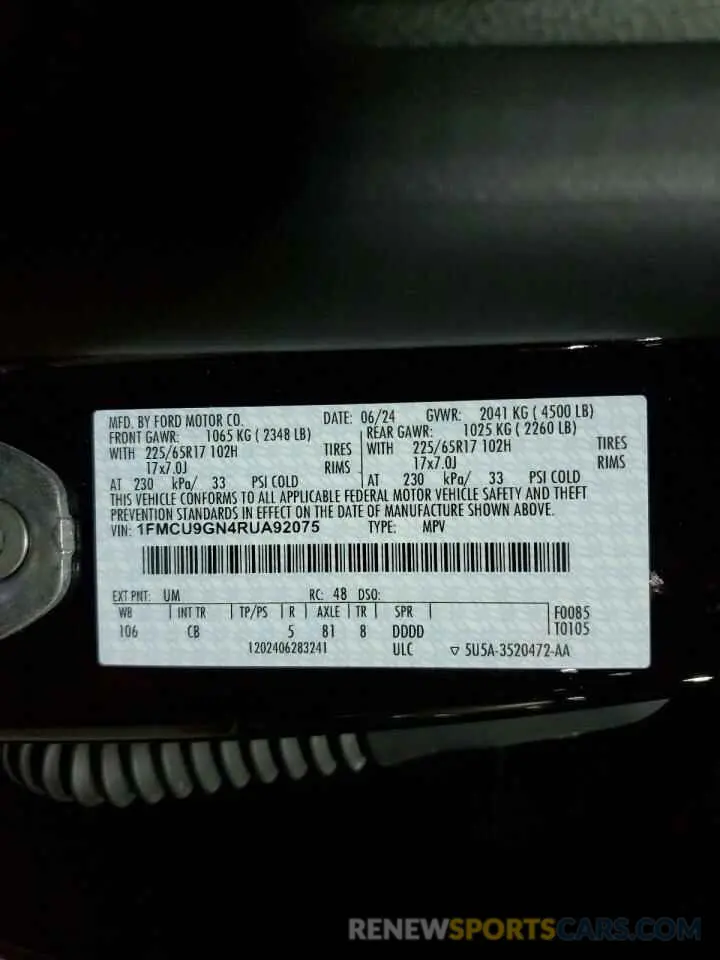 MFD. BY FORD MOTOR CO. DATE: 06/24 GVWR: 2041 KG ( 4500 LB)
FRONT GAWR: 1065 KG ( 2348 LB) REAR GAWR: 1025 KG ( 2260 LB)
WITH 225/65R17 102H TIRES WITH 225/65R17 102H TIRES
17x7.0J RIMS 17x7.0J RIMS
AT 230 kPa/ 33 PSI COLD AT 230 kPa/ 33 PSI COLD
THIS VEHICLE CONFORMS TO ALL APPLICABLE FEDERAL MOTOR VEHICLE SAFETY AND THEFT
PREVENTION STANDARDS IN EFFECT ON THE DATE OF MANUFACTURE SHOWN ABOVE.
VIN: 1FMCU9GN4RUA92075 TYPE: MPV
EXT PNT: UM RC: 48 DSO:
WB INT TR TP/PS R AXLE TR SPR F0085
106 CB 5 81 8 DDDD T0105
1202406283241 ULC ▽ 5U5A-3520472-AA
RENEWSPORTSCARS.COM